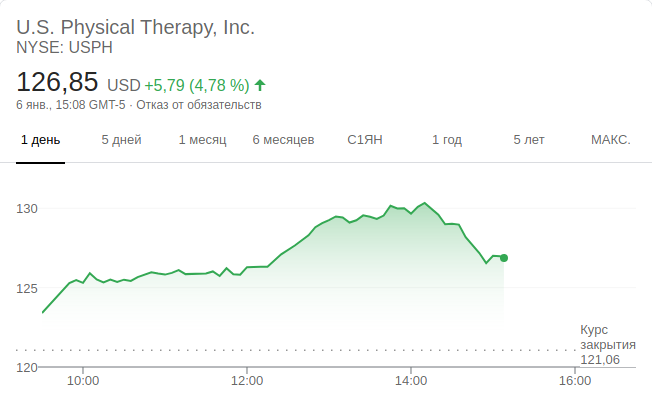 U.S. Physical Therapy, Inc.
NYSE: USPH
126,85 USD +5,79 (4,78 %)
6 янв., 15:08 GMT-5 · Отказ от обязательств
1 день 5 дней 1 месяц 6 месяцев С1ЯН 1 год 5 лет МАКС.
130
125
120
Курс
закрытия
121,06
10:00 12:00 14:00 16:00